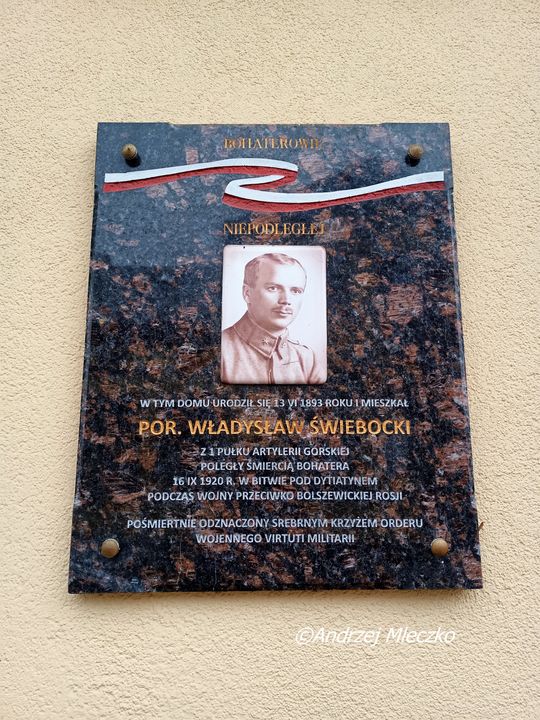 BOHATEROWIE
NIEPODLEGŁEJ
W TYM DOMU URODZIŁ SIĘ 13 VI 1893 ROKU I MIESZKAŁ
POR. WŁADYSŁAW ŚWIEBOCKI
Z 1 PUŁKU ARTYLERII GÓRSKIEJ
POLEGŁY ŚMIERCIĄ BOHATERA
16 IX 1920 R. W BITWIE POD DYTIATYNEM
PODCZAS WOJNY PRZECIWKO BOLSZEWICKIEJ ROSJI
POŚMIERTNIE ODZNACZONY SREBRNYM KRZYŻEM ORDERU
WOJENNEGO VIRTUTI MILITARII
©Andrzej Mleczko